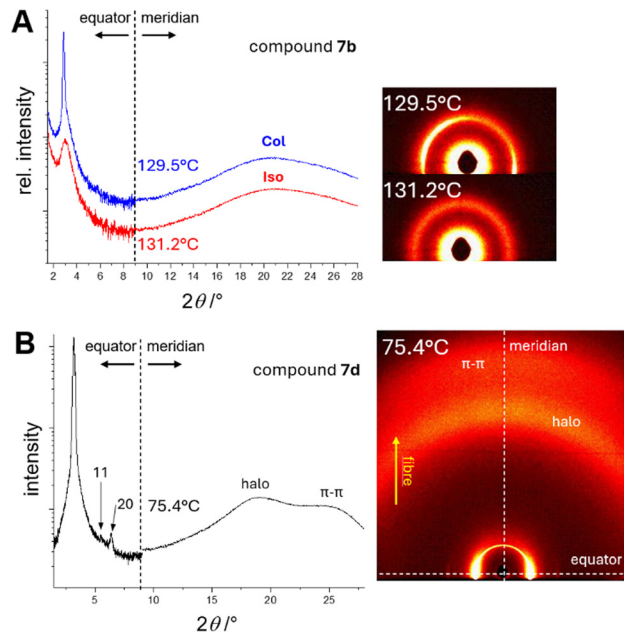 A
equator
meridian
compound 7b
rel. intensity
Col
129.5°C
Iso
131.2°C
2 4 6 8 10 12 14 16 18 20 22 24 26 28
2θ/°
129.5°C
131.2°C
B
equator
meridian
compound 7d
intensity
11
20
75.4°C
halo
π-π
5 10 15 20 25
2θ/°
75.4°C
meridian
π-π
halo
fibre
equator